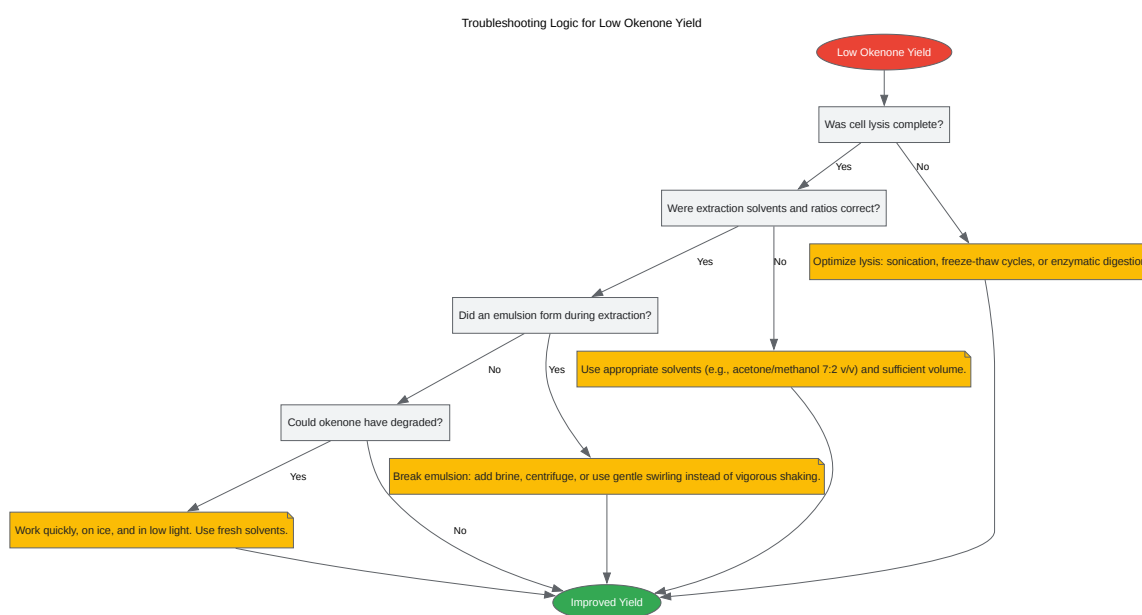 Troubleshooting Logic for Low Okenone Yield
Low Okenone Yield
Was cell lysis complete?
Yes
No
Were extraction solvents and ratios correct?
Optimize lysis: sonication, freeze-thaw cycles, or enzymatic digestion
Yes
No
Did an emulsion form during extraction?
Use appropriate solvents (e.g., acetone/methanol 7:2 v/v) and sufficient volume.
No
Yes
Could okenone have degraded?
Break emulsion: add brine, centrifuge, or use gentle swirling instead of vigorous shaking.
Yes
No
Work quickly, on ice, and in low light. Use fresh solvents.
Improved Yield